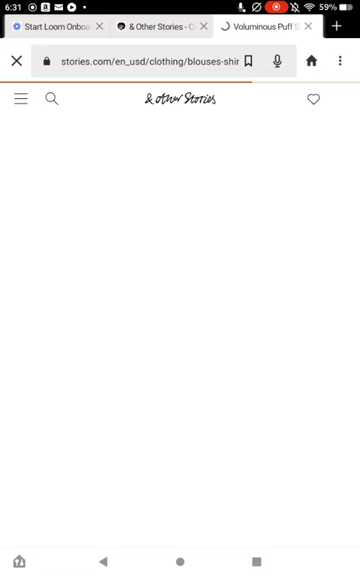 6:31
59%
Start Loom Onboa
& Other Stories - C
Voluminous Puff S
stories.com/en_usd/clothing/blouses-shir
& other Stories